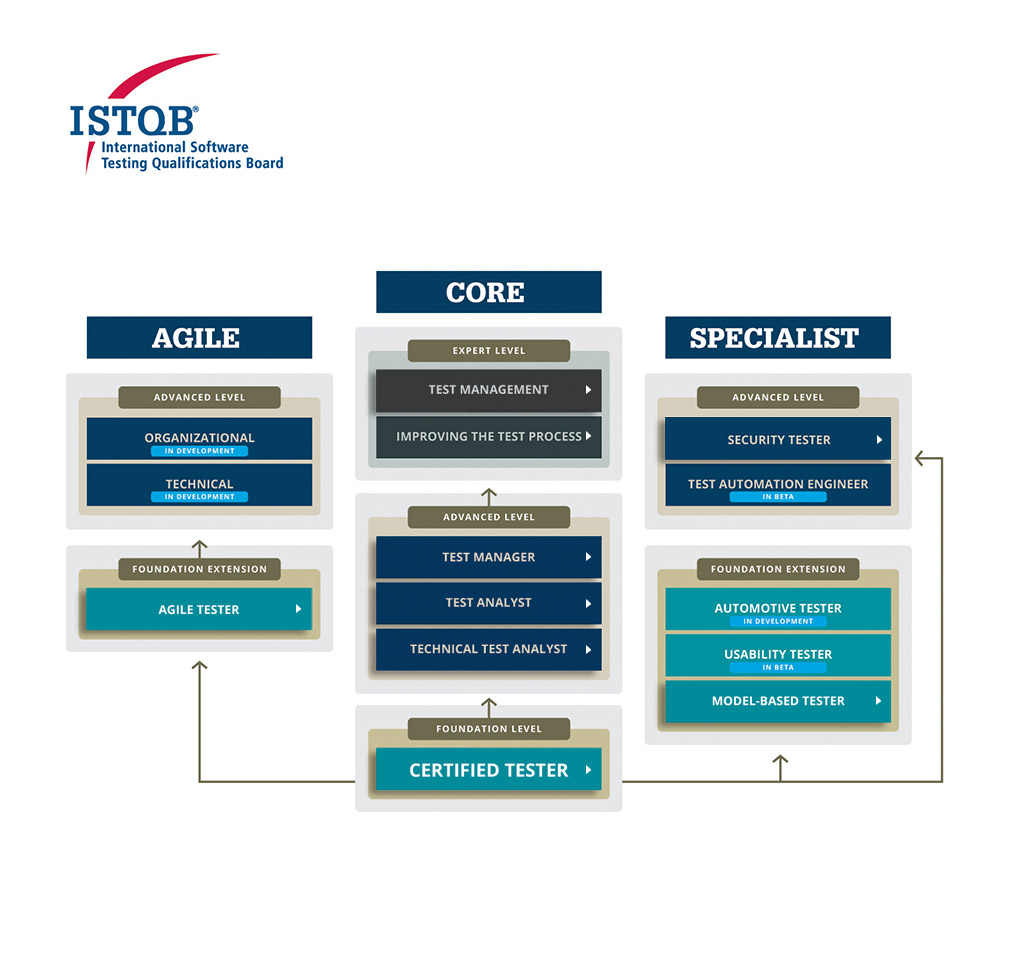 ISTQB®
International Software
Testing Qualifications Board
AGILE
ADVANCED LEVEL
ORGANIZATIONAL
IN DEVELOPMENT
TECHNICAL
IN DEVELOPMENT
FOUNDATION EXTENSION
AGILE TESTER
CORE
EXPERT LEVEL
TEST MANAGEMENT
IMPROVING THE TEST PROCESS
ADVANCED LEVEL
TEST MANAGER
TEST ANALYST
TECHNICAL TEST ANALYST
FOUNDATION LEVEL
CERTIFIED TESTER
SPECIALIST
ADVANCED LEVEL
SECURITY TESTER
TEST AUTOMATION ENGINEER
IN BETA
FOUNDATION EXTENSION
AUTOMOTIVE TESTER
IN DEVELOPMENT
USABILITY TESTER
IN BETA
MODEL-BASED TESTER